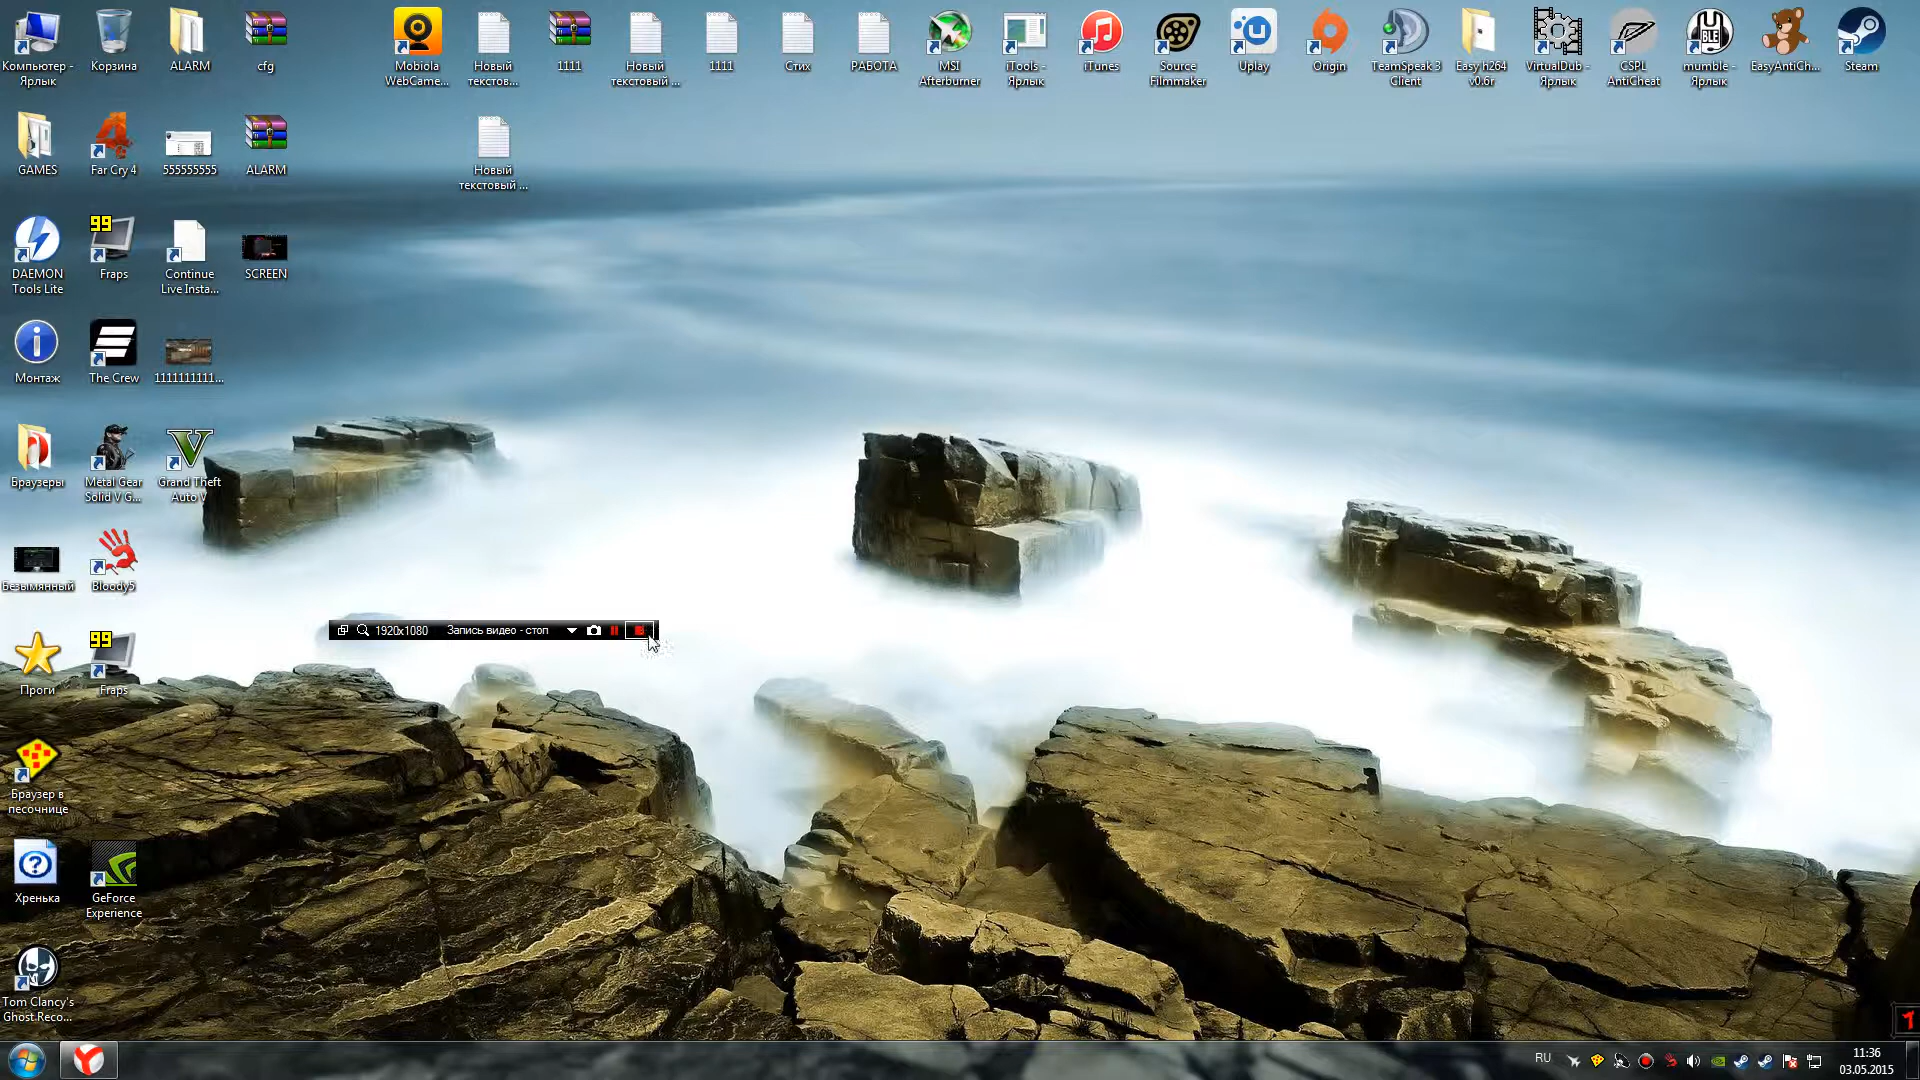 Компьютер -
Ярлык
Корзина
ALARM
cfg
Mobiola
WebCame...
Новый
текстов...
1111
Новый
текстовый ...
1111
Стих
РАБОТА
MSI
Afterburner
iTools -
Ярлык
iTunes
Source
Filmmaker
Uplay
Origin
TeamSpeak 3
Client
Easy h264
v0.6r
VirtualDub -
Ярлык
CSPL
AntiCheat
BLE
mumble -
Ярлык
EasyAntiCh...
Steam
GAMES
Far Cry 4
555555555
ALARM
Новый
текстовый ...
DAEMON
Tools Lite
99
Fraps
Continue
Live Insta...
SCREEN
Монтаж
The Crew
1111111111...
Браузеры
Metal Gear
Solid V G...
Grand Theft
Auto V
Безымянный
Bloody5
1920x1080 Запись видео - стоп
Проги
99
Fraps
Браузер в
песочнице
Хренька
GeForce
Experience
Tom Clancy's
Ghost Reco...
RU
11:36
03.05.2015